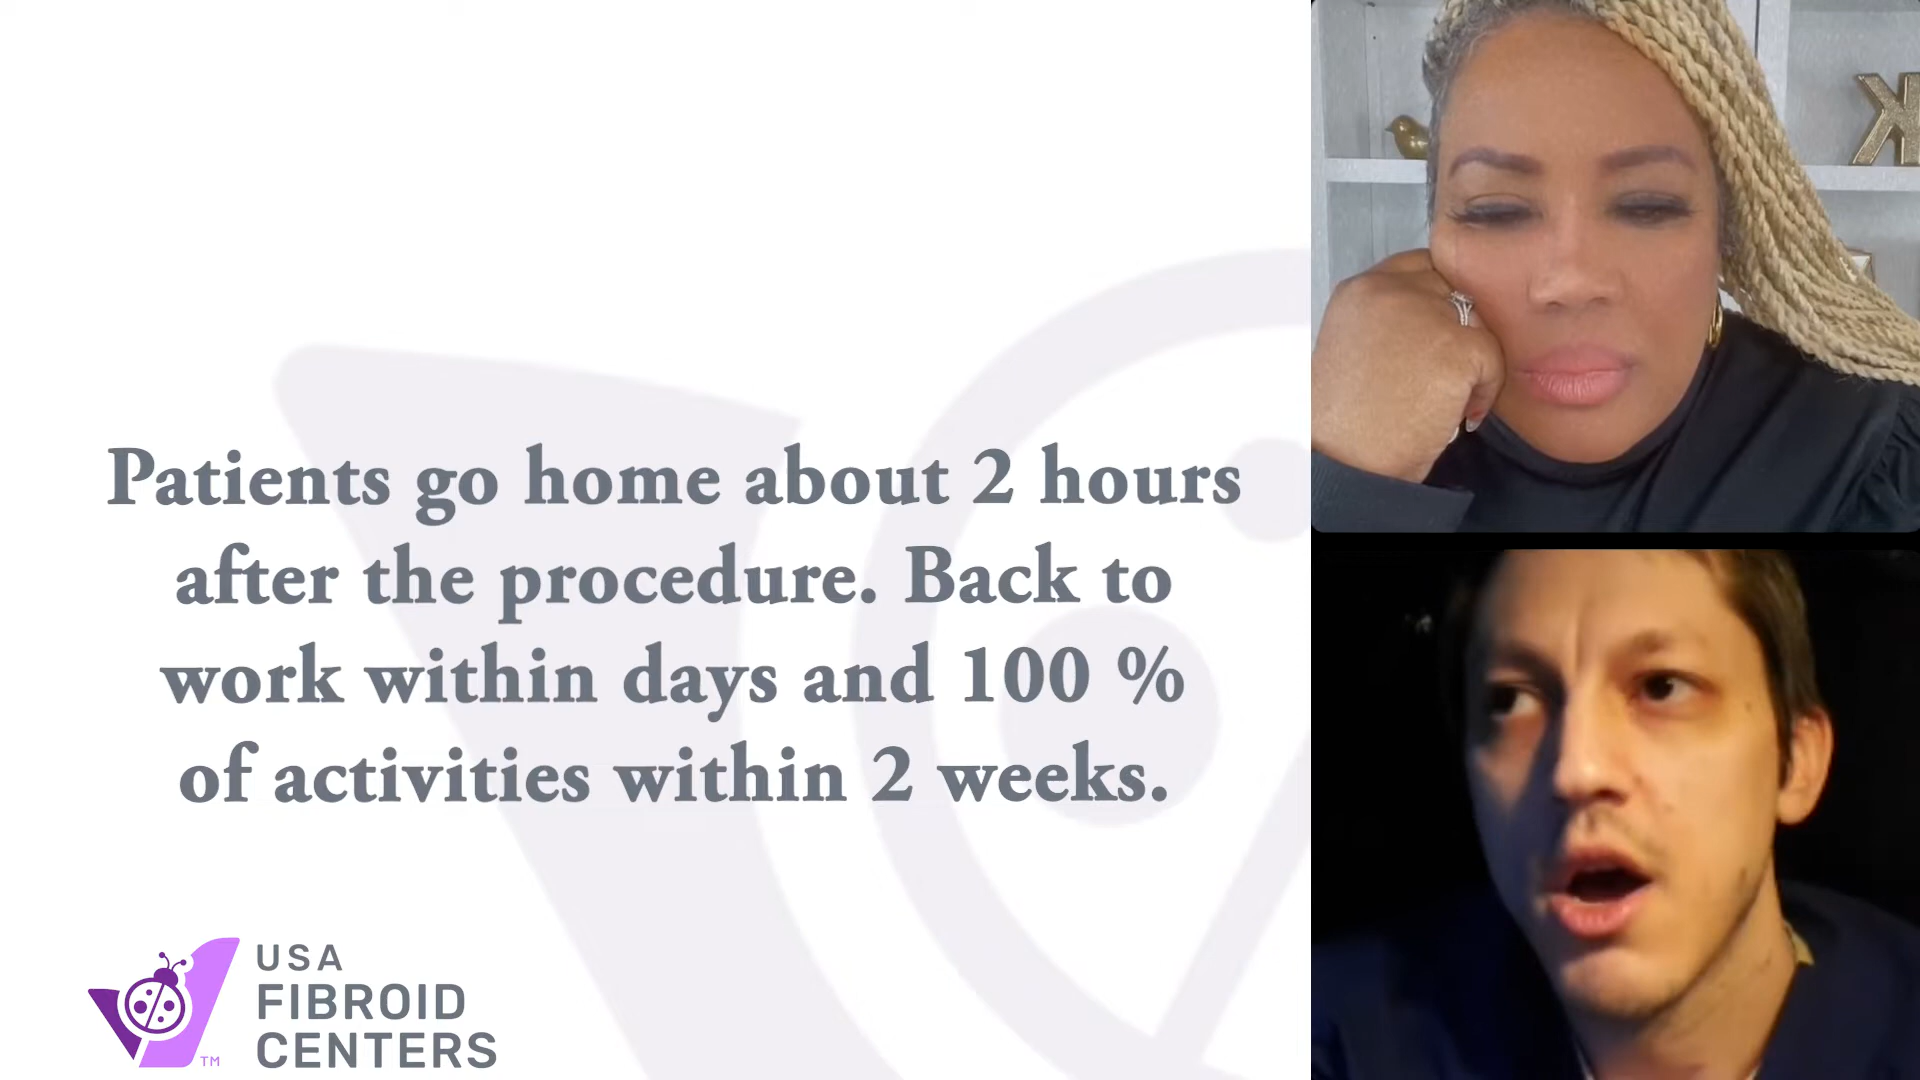 Patients go home about 2 hours
after the procedure. Back to
work within days and 100 %
of activities within 2 weeks.
USA
FIBROID
CENTERS
TM
K